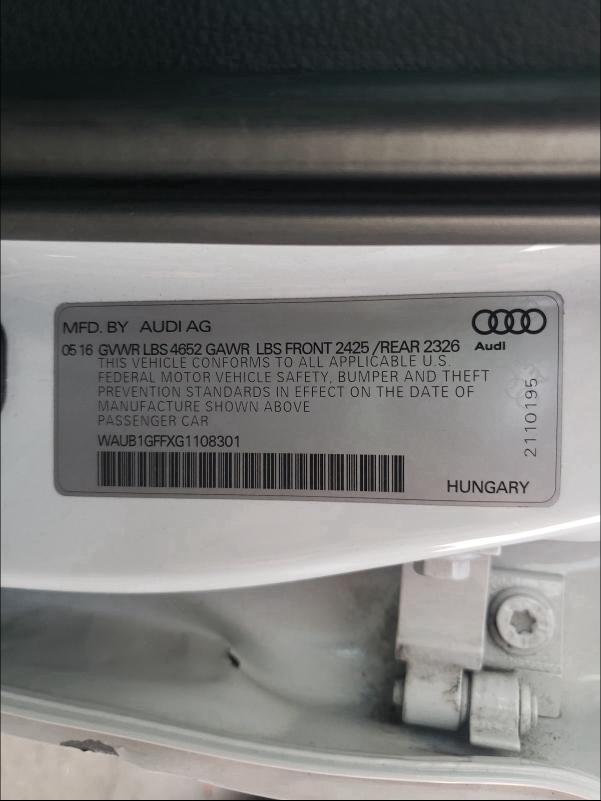 MFD. BY AUDI AG
05 16 GVWR LBS 4652 GAWR LBS FRONT 2425 /REAR 2326
THIS VEHICLE CONFORMS TO ALL APPLICABLE U.S.
FEDERAL MOTOR VEHICLE SAFETY, BUMPER AND THEFT
PREVENTION STANDARDS IN EFFECT ON THE DATE OF
MANUFACTURE SHOWN ABOVE
PASSENGER CAR
WAUB1GFFXG1108301
HUNGARY
Audi
2110195